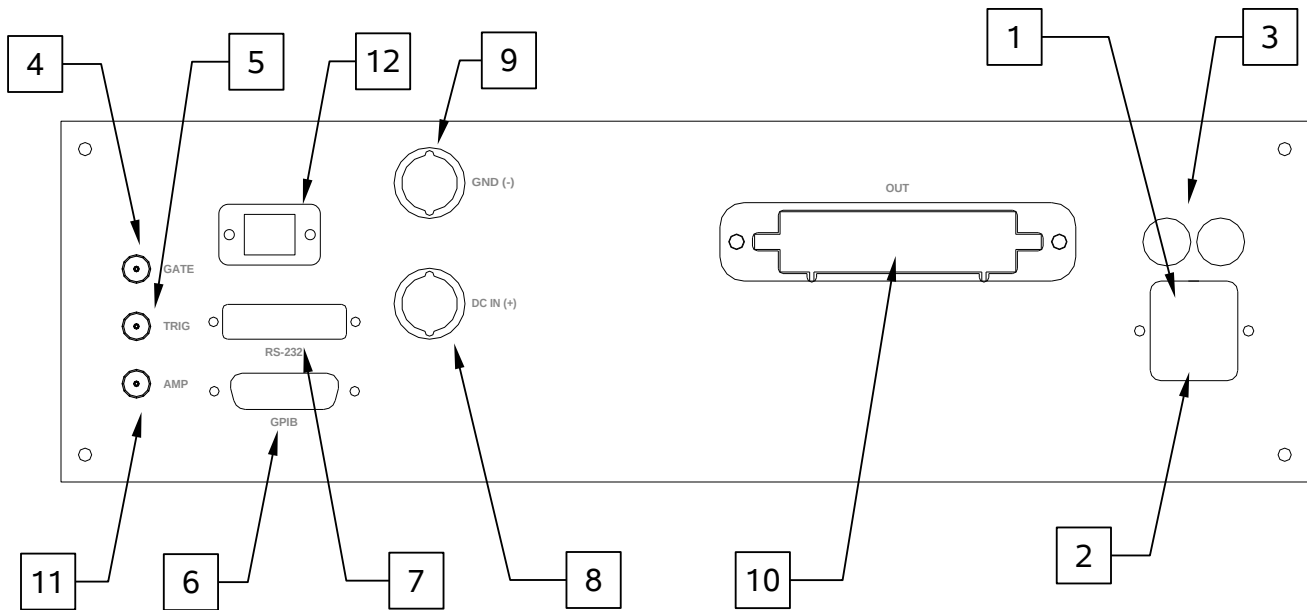 1
3
4
5
12
9
GND (-)
OUT
GATE
DC IN (+)
TRIG
RS-232
AMP
GPIB
11
6
7
8
10
2